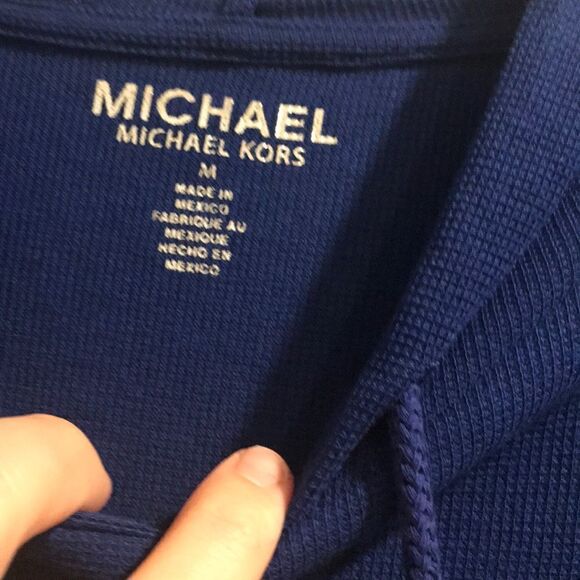 MICHAEL
MICHAEL KORS
M
MADE IN
MEXICO
FABRIQUE AU
MEXIQUE
HECHO EN
MEXICO